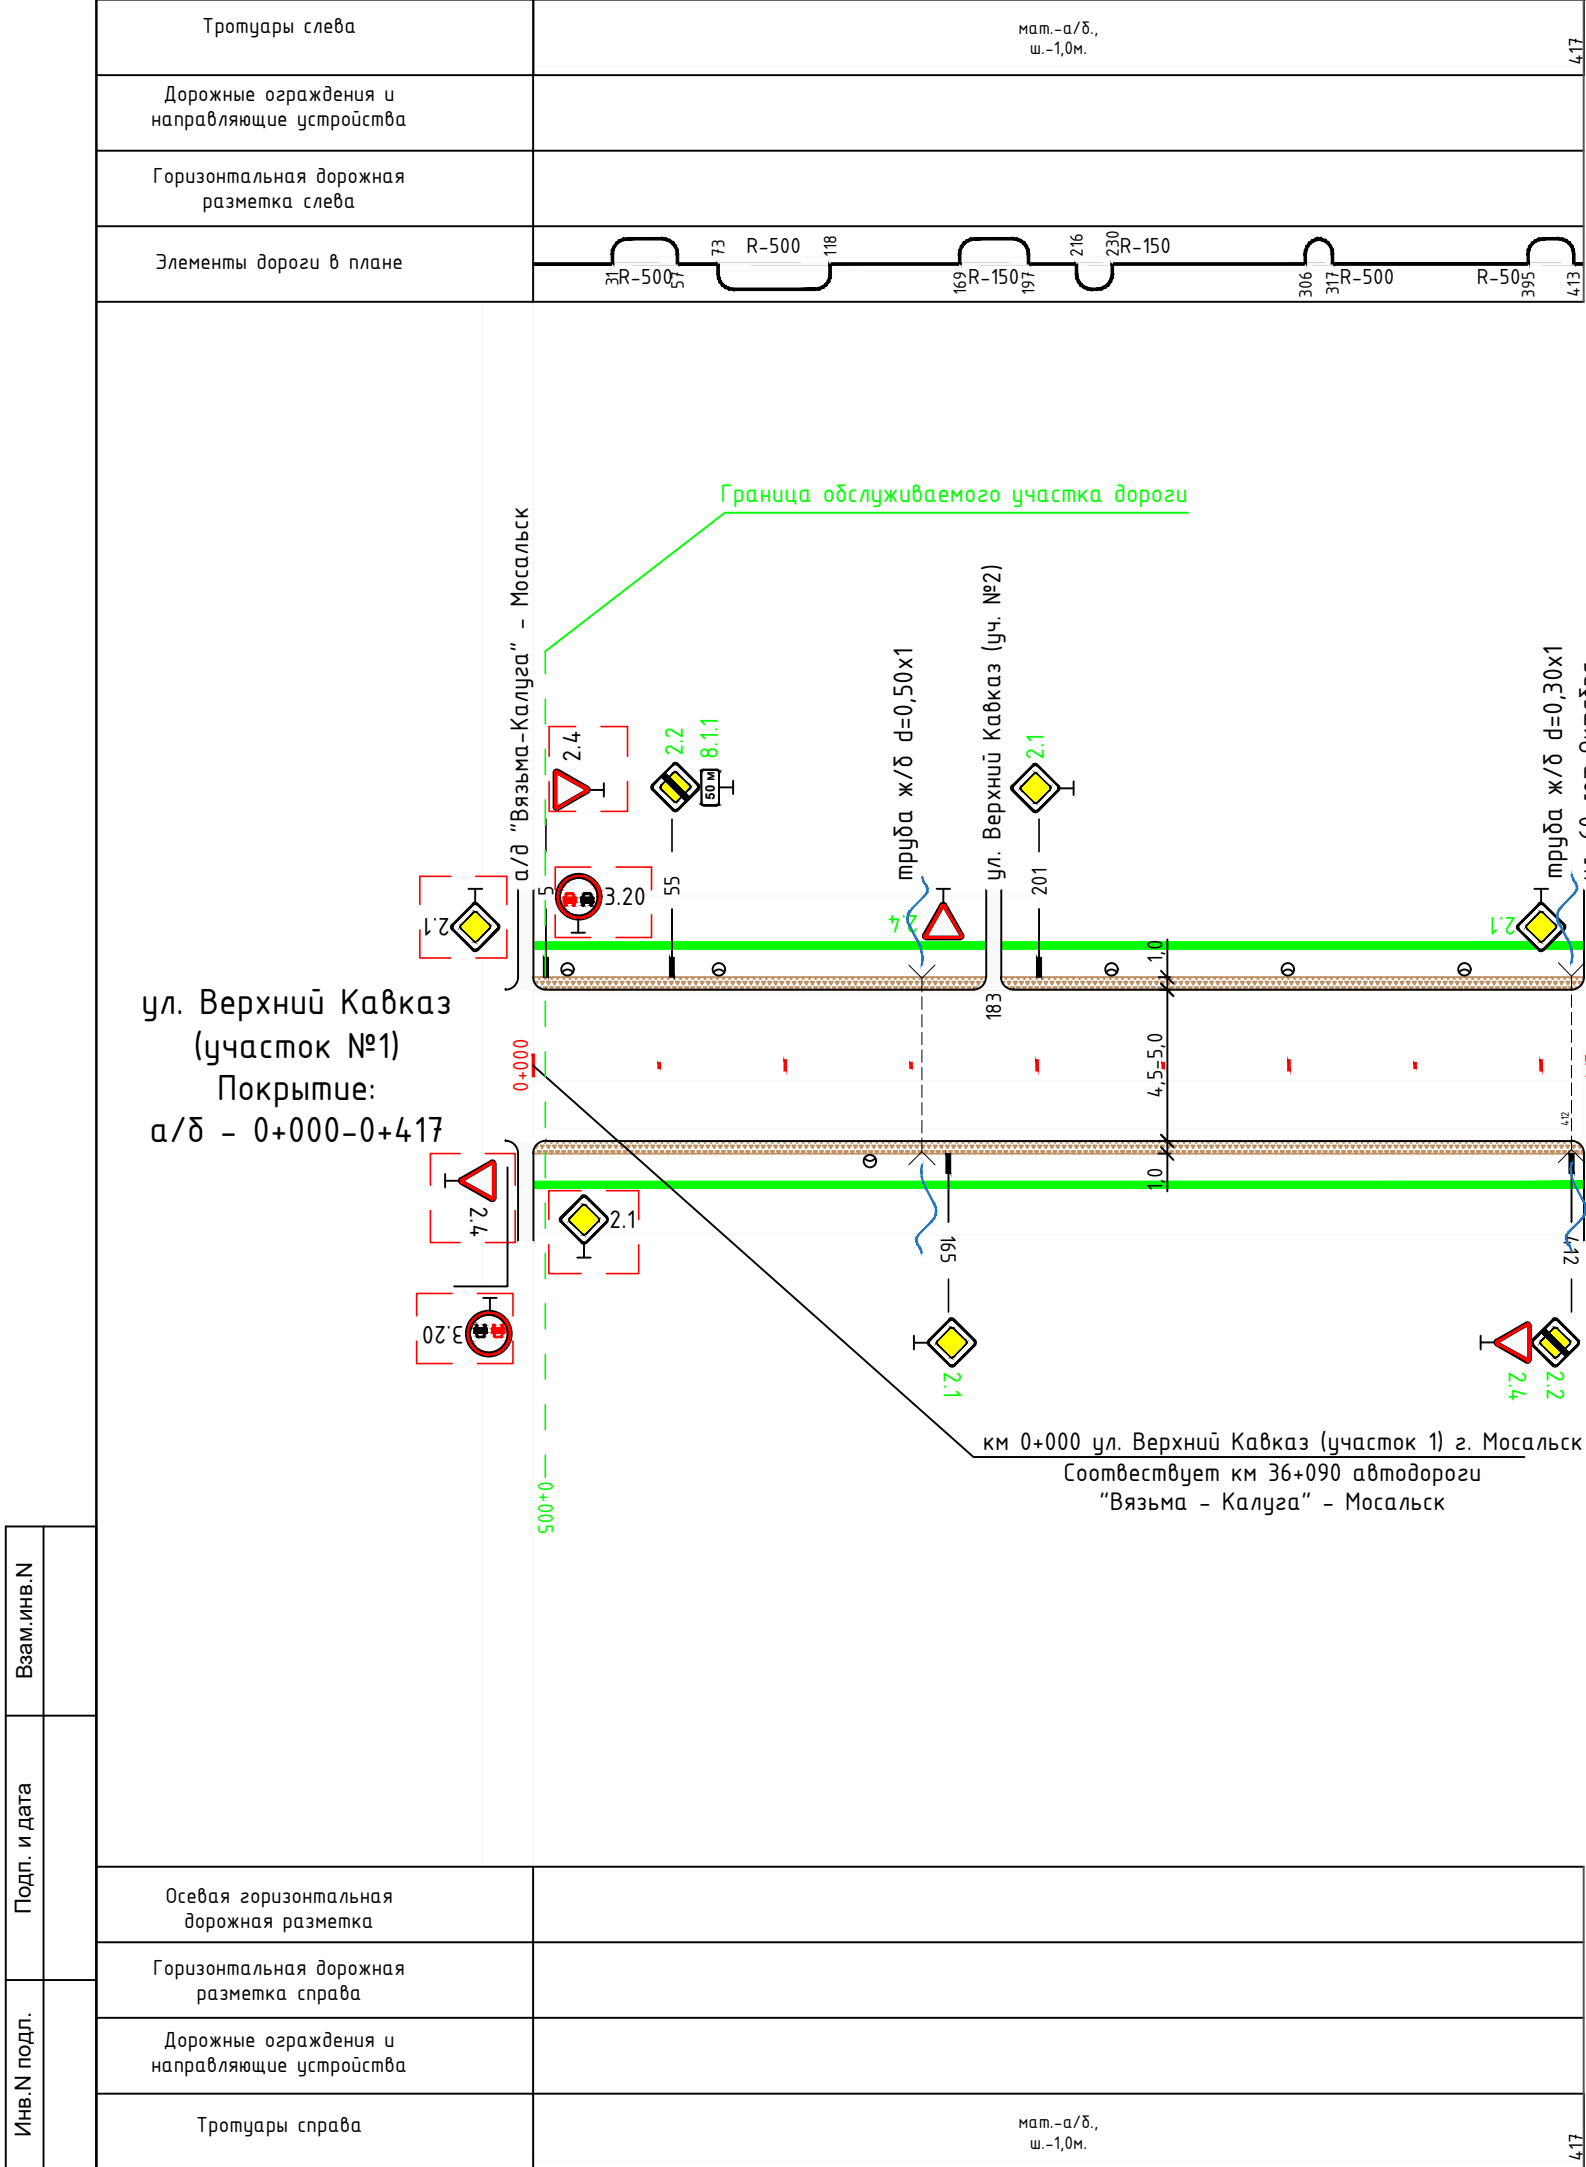 Тротуары слева
мат.-а/б.,
ш.-1,0м.
417
Дорожные ограждения и
направляющие устройства
Горизонтальная дорожная
разметка слева
Элементы дороги в плане
31
R-500
57
73
R-500
118
169
R-150
197
216
230
R-150
306
317
R-500
R-50
395
413
Граница обслуживаемого участка дороги
а/д "Вязьма-Калуга" - Мосальск
2.4
2.2
8.1.1
50 м
труба ж/б d=0,50х1
ул. Верхний Кавказ (уч. №2)
2.1
труба ж/б d=0,30х1
2.1
5
3.20
55
2.4
201
2.1
1,0
183
ул. Верхний Кавказ
(участок №1)
Покрытие:
а/б - 0+000-0+417
0+000
4,5-5,0
412
1,0
2.4
2.1
3.20
165
412
2.1
2.4
2.2
км 0+000 ул. Верхний Кавказ (участок 1) г. Мосальск
Соотвествует км 36+090 автодороги
"Вязьма - Калуга" - Мосальск
0+005
Взам.инв.N
Подп. и дата
Инв.N подл.
Осевая горизонтальная
дорожная разметка
Горизонтальная дорожная
разметка справа
Дорожные ограждения и
направляющие устройства
Тротуары справа
мат.-а/б.,
ш.-1,0м.
417